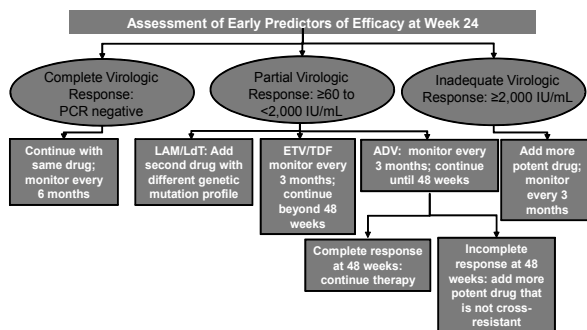 Assessment of Early Predictors of Efficacy at Week 24
Complete Virologic
Response:
PCR negative
Partial Virologic
Response: ≥60 to
<2,000 IU/mL
Inadequate Virologic
Response: ≥2,000 IU/mL
Continue with
same drug;
monitor every
6 months
LAM/LdT: Add
second drug with
different genetic
mutation profile
ETV/TDF
monitor every
3 months;
continue
beyond 48
weeks
ADV: monitor every
3 months; continue
until 48 weeks
Add more
potent drug;
monitor
every 3
months
Complete response
at 48 weeks:
continue therapy
Incomplete
response at 48
weeks: add more
potent drug that
is not cross-
resistant